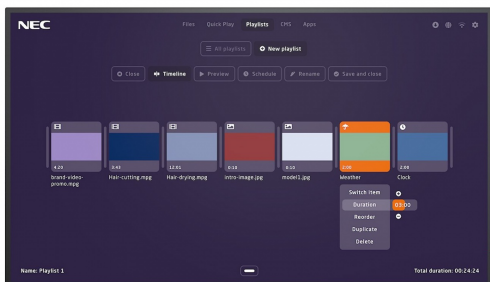 NEC
Files Quick Play Playlists CMS Apps
All playlists New playlist
Close Timeline Preview Schedule Rename Save and close
4:20 3:43 12:01 0:10 0:10 2:00 2:00
brand-video-promo.mpg Hair-cutting.mpg Hair-drying.mpg intro-image.jpg model1.jpg Weather Clock
Switch item
Duration 03:00
Reorder
Duplicate
Delete
Name: Playlist 1 Total duration: 00:24:24